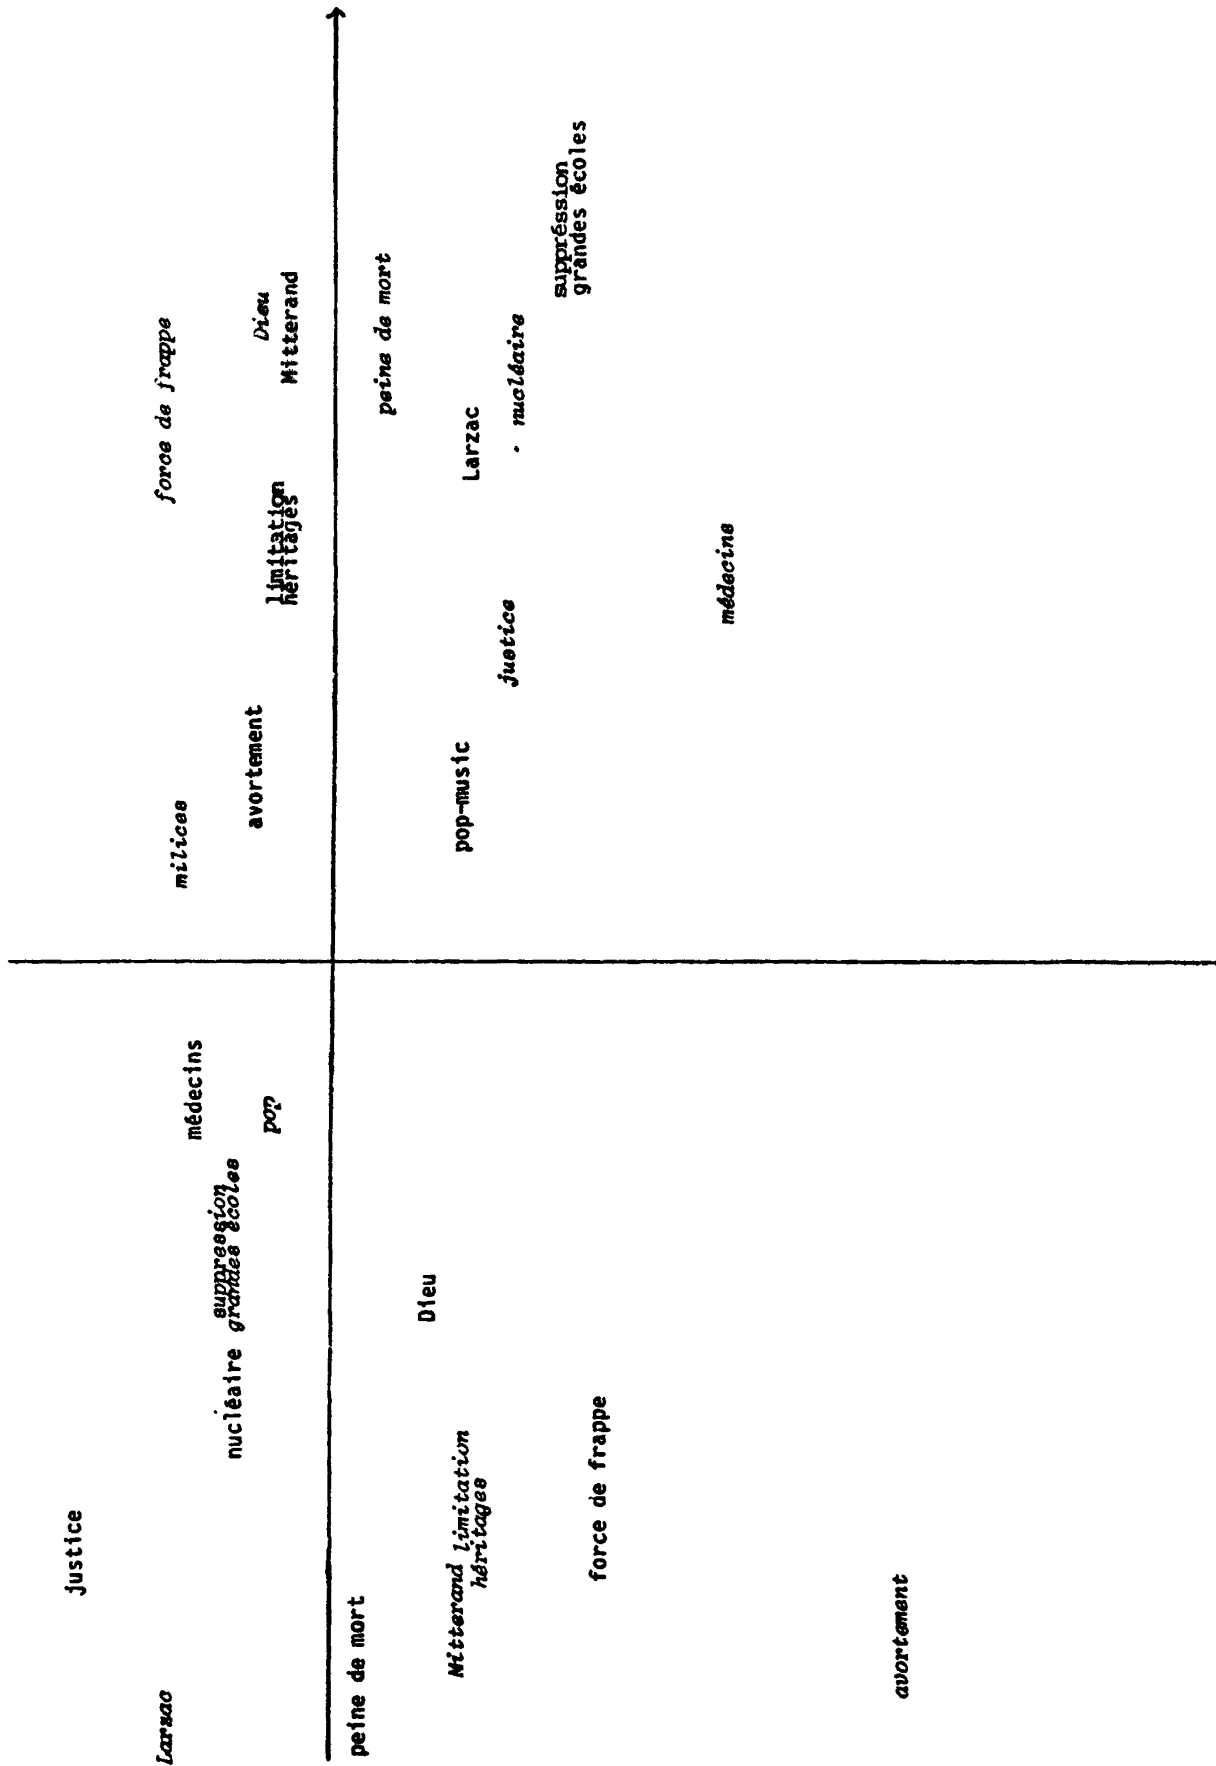 justice
Larzac
force de frappe
milices
médecins
suppression
grandes écoles
nucléaire
pop
avortement
Dieu
Mitterand
limitation
héritages
peine de mort
peine de mort
Dieu
Mitterand limitation
héritages
pop-music
Larzac
justice
nucléaire
suppréssion
grandes écoles
force de frappe
médecine
avortement